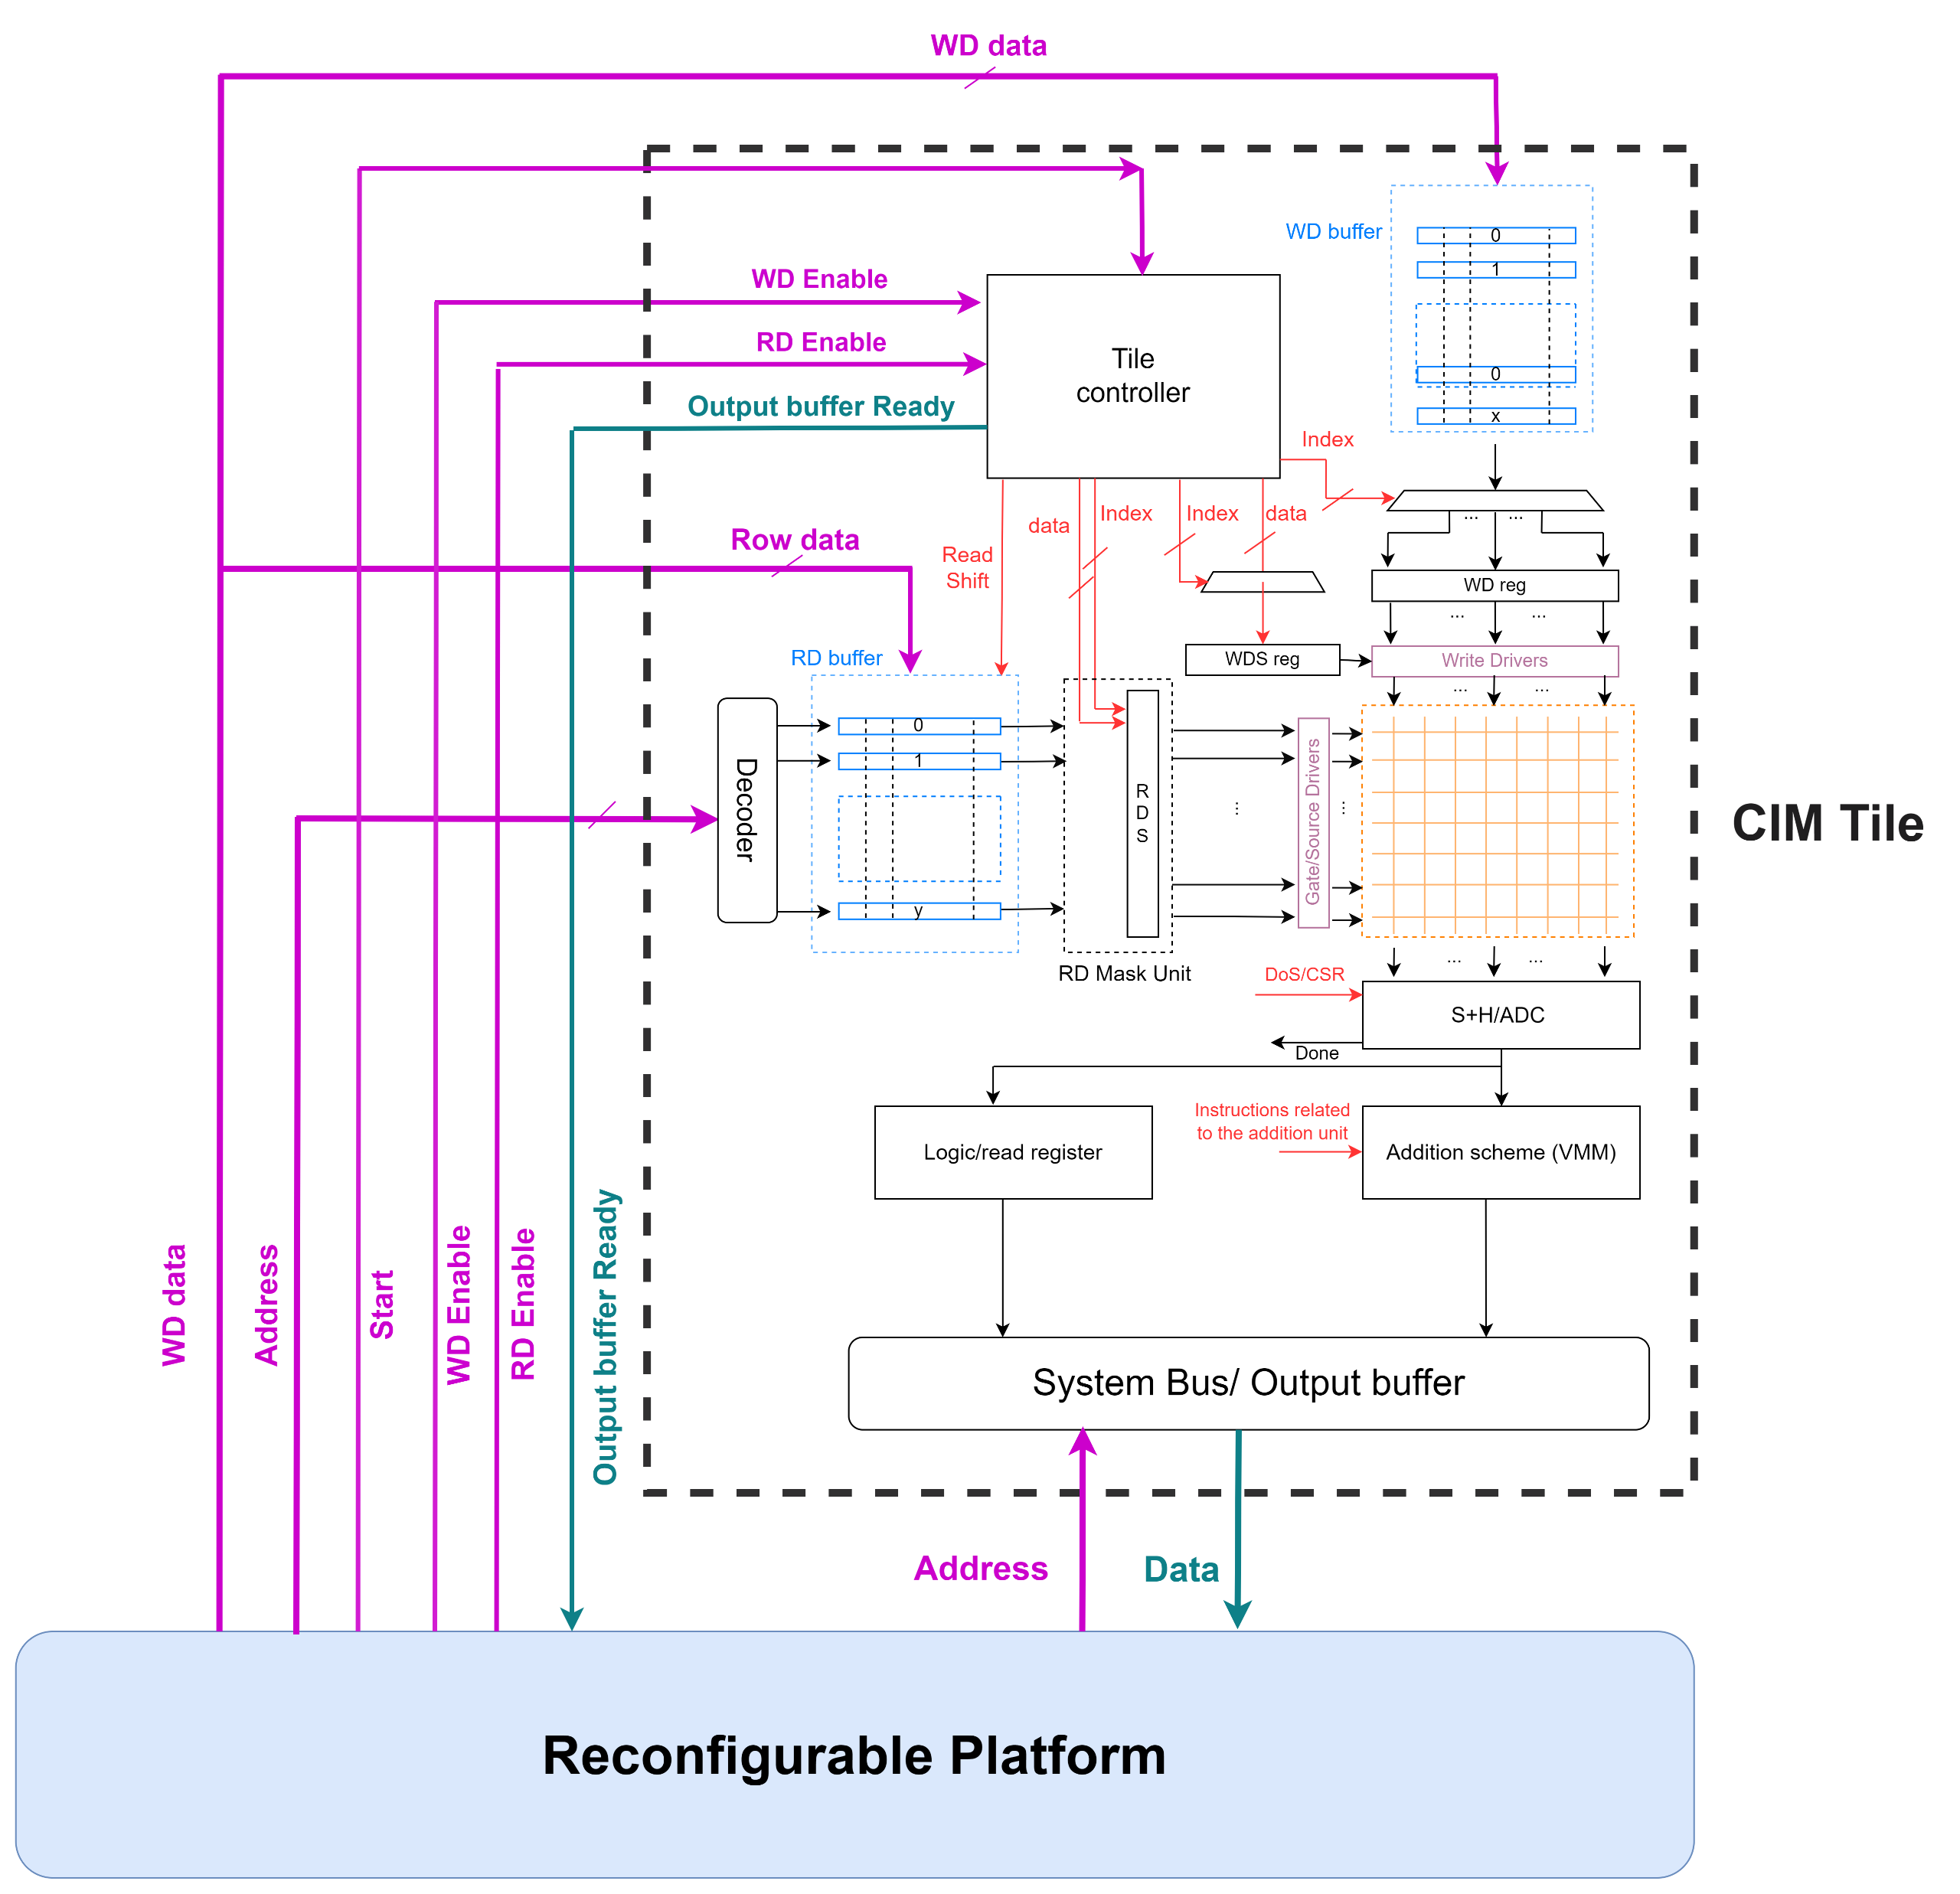 WD data
WD buffer
0
1
0
x
WD Enable
RD Enable
Output buffer Ready
Tile
controller
Index
Row data
data
Index
Index
data
Read
Shift
...
...
WD reg
...
...
RD buffer
WDS reg
Write Drivers
...
...
Decoder
0
1
y
R
D
S
...
Gate/Source Drivers
...
CIM Tile
RD Mask Unit
...
...
DoS/CSR
S+H/ADC
Done
Logic/read register
Instructions related
to the addition unit
Addition scheme (VMM)
WD data
Address
Start
WD Enable
RD Enable
Output buffer Ready
System Bus/ Output buffer
Address
Data
Reconfigurable Platform